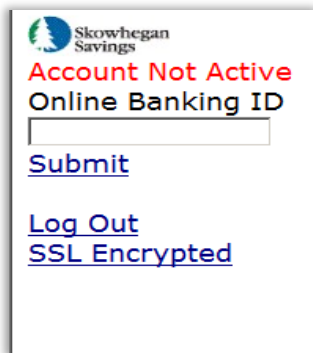 Skowhegan
Savings
Account Not Active
Online Banking ID
Submit
Log Out
SSL Encrypted